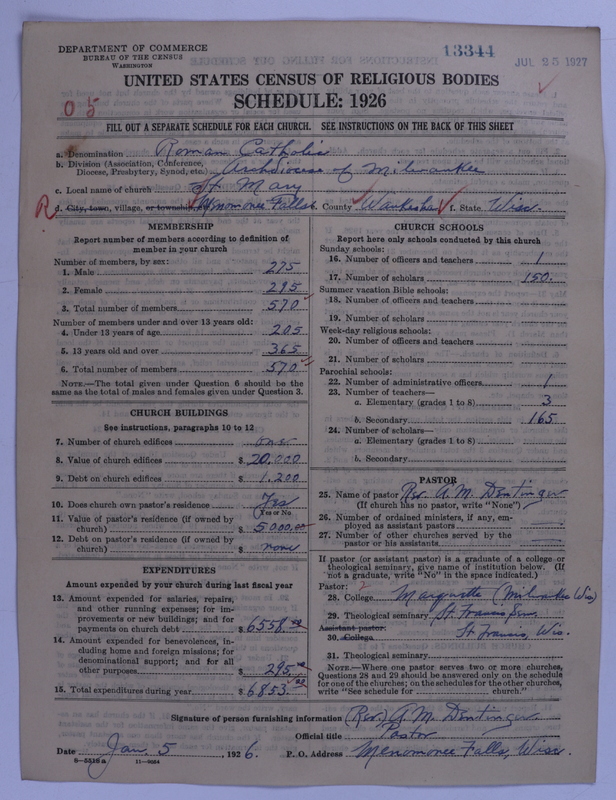 DEPARTMENT OF COMMERCE
BUREAU OF THE CENSUS
WASHINGTON
13344
JUL 25 1927
UNITED STATES CENSUS OF RELIGIOUS BODIES
SCHEDULE: 1926
05
FILL OUT A SEPARATE SCHEDULE FOR EACH CHURCH. SEE INSTRUCTIONS ON THE BACK OF THIS SHEET
a. Denomination Roman Catholic
b. Division (Association, Conference, Diocese, Presbytery, Synod, etc.) Archdiocese of Milwaukee
c. Local name of church St. Mary
R d. City, town, village, or township Menomonee Falls County Waukesha f. State Wisc.
MEMBERSHIP
Report number of members according to definition of
member in your church
Number of members, by sex:
1. Male 275
2. Female 295
3. Total number of members 570
Number of members under and over 13 years old:
4. Under 13 years of age 205
5. 13 years old and over 365
6. Total number of members 570
NOTE.—The total given under Question 6 should be the
same as the total of males and females given under Question 3.
CHURCH BUILDINGS
See instructions, paragraphs 10 to 12
7. Number of church edifices one
8. Value of church edifices $ 20,000
9. Debt on church edifices $ 1,200
10. Does church own pastor's residence Yes
Yes or No
11. Value of pastor's residence (if owned by
church) $ 5000.00
12. Debt on pastor's residence (if owned by
church) $ none
EXPENDITURES
Amount expended by your church during last fiscal year
13. Amount expended for salaries, repairs,
and other running expenses; for im-
provements or new buildings; and for
payments on church debt $ 6558.00
14. Amount expended for benevolences, in-
cluding home and foreign missions; for
denominational support; and for all
other purposes $ 295.00
15. Total expenditures during year $ 6853.00
CHURCH SCHOOLS
Report here only schools conducted by this church
Sunday schools:
16. Number of officers and teachers 1
17. Number of scholars 150.
Summer vacation Bible schools:
18. Number of officers and teachers
19. Number of scholars
Week-day religious schools:
20. Number of officers and teachers
21. Number of scholars
Parochial schools:
22. Number of administrative officers 1
23. Number of teachers—
a. Elementary (grades 1 to 8) 3
b. Secondary 165
24. Number of scholars—
a. Elementary (grades 1 to 8)
b. Secondary
PASTOR
25. Name of pastor Rev. A. M. Dentinger
(If church has no pastor, write "None")
26. Number of ordained ministers, if any, em-
ployed as assistant pastors —
27. Number of other churches served by the
pastor or his assistants —
If pastor (or assistant pastor) is a graduate of a college or
theological seminary, give name of institution below. (If
not a graduate, write "No" in the space indicated.)
Pastor: 2
28. College Marquette (Milwaukee Wis)
29. Theological seminary St Francis Sem.
Assistant pastor:
30. College St Francis, Wis.
31. Theological seminary
NOTE.—Where one pastor serves two or more churches,
Questions 28 and 29 should be answered only on the schedule
for one of the churches; on the schedules for the other churches,
write "See schedule for church."
Signature of person furnishing information (Rev.) A. M. Dentinger
Official title Pastor
Date Jan. 5, 1926. P. O. Address Menomonee Falls, Wisc.
8—5518a 11—9054